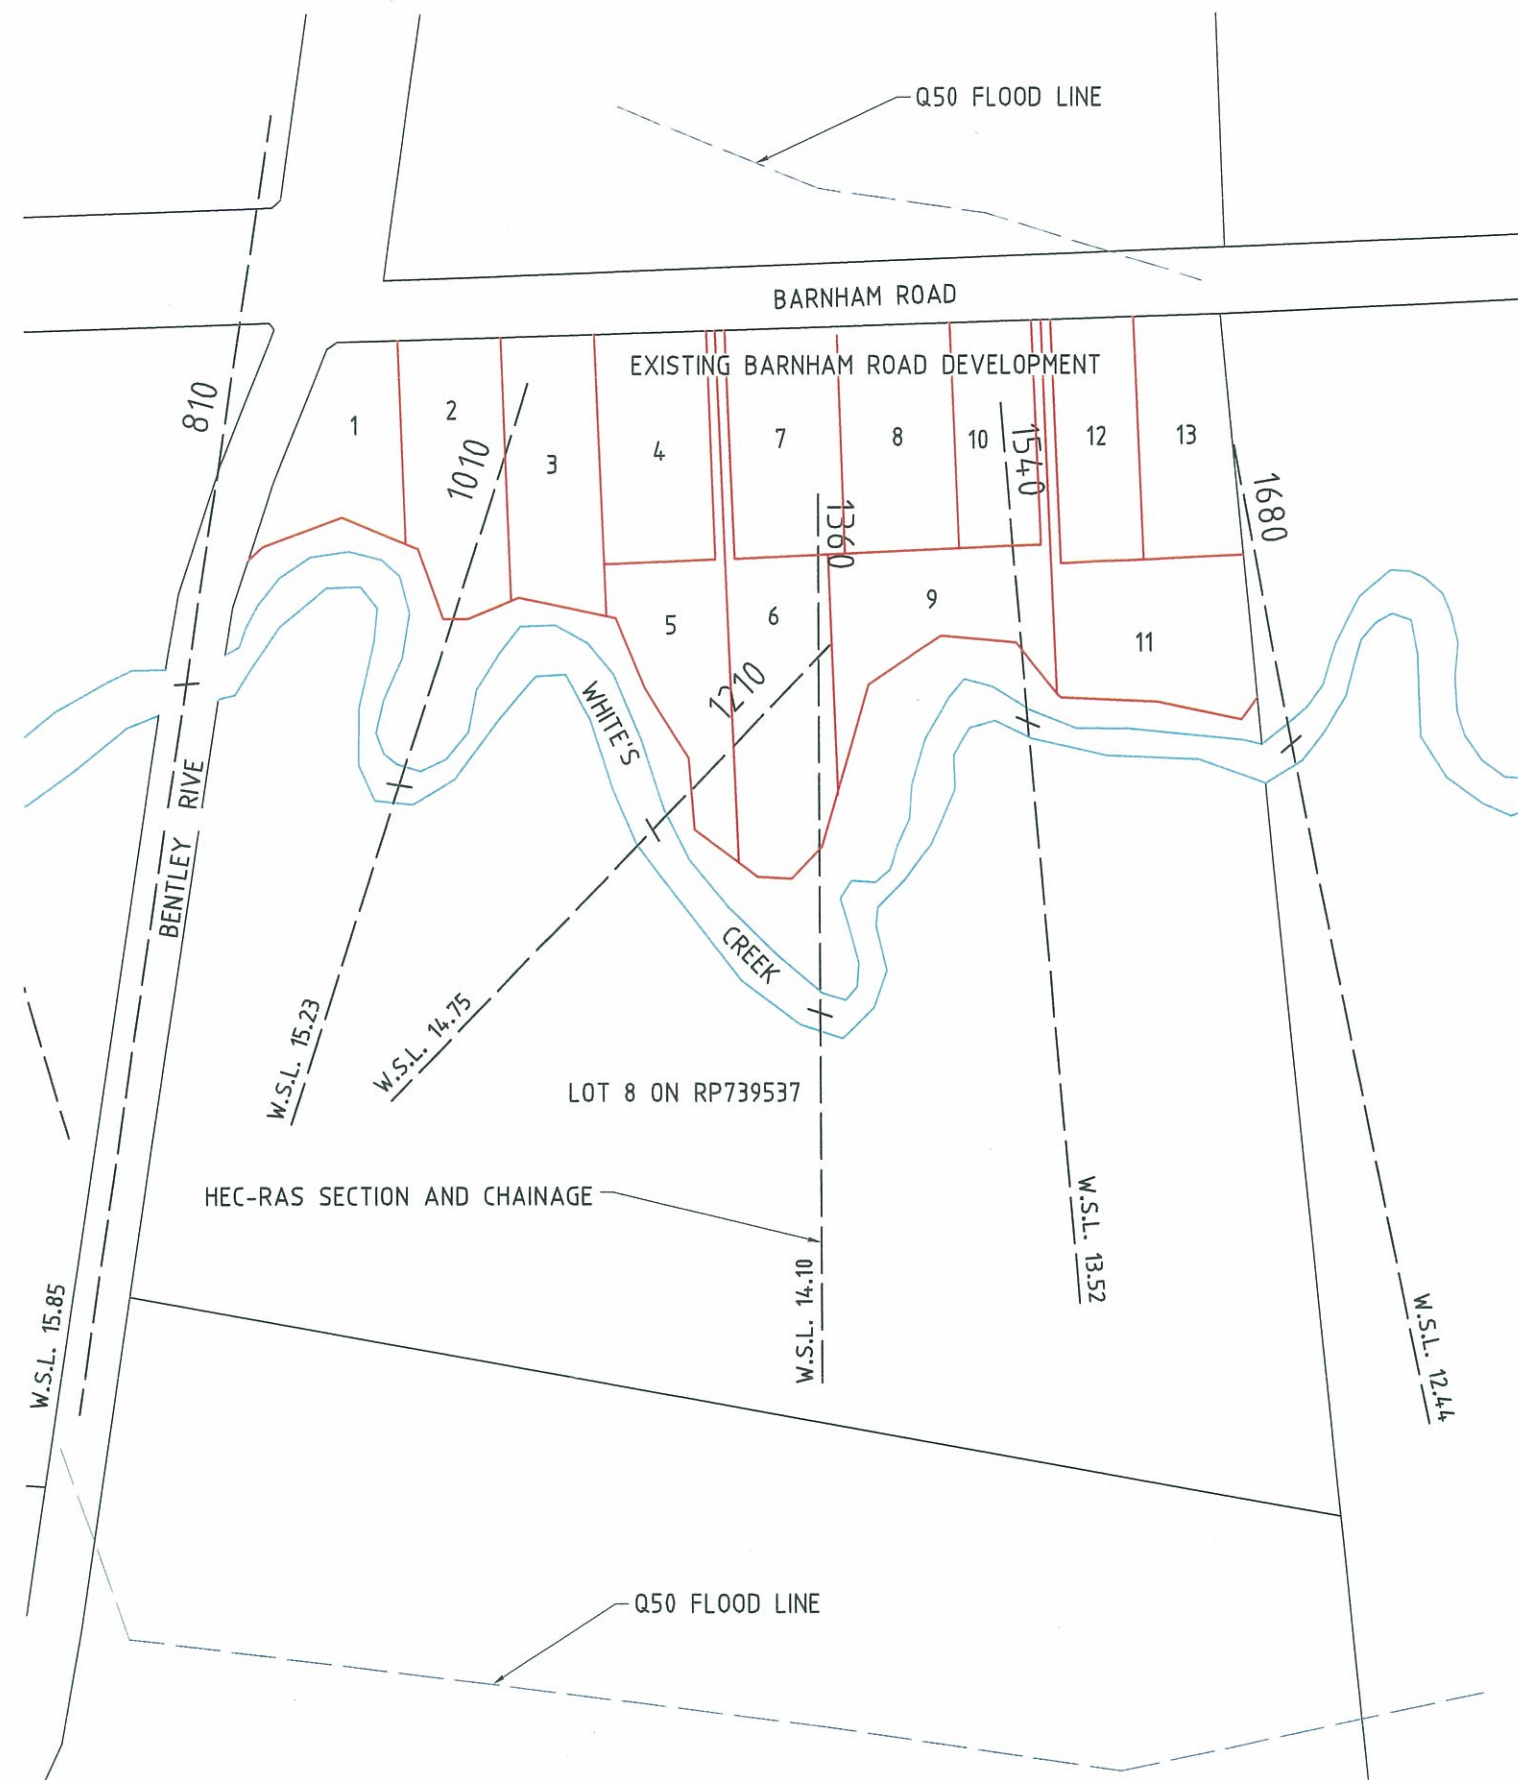 Q50 FLOOD LINE
BARNHAM ROAD
EXISTING BARNHAM ROAD DEVELOPMENT
810
1
2
1010
3
4
7
8
10
1540
12
13
1680
1360
5
6
9
11
1210
WHITE'S
CREEK
BENTLEY RIVE
W.S.L. 15.23
W.S.L. 14.75
LOT 8 ON RP739537
HEC-RAS SECTION AND CHAINAGE
W.S.L. 15.85
W.S.L. 14.10
W.S.L. 13.52
W.S.L. 12.44
Q50 FLOOD LINE